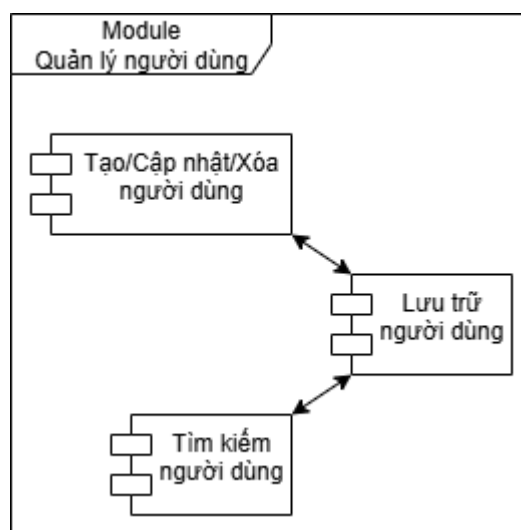 Module
Quản lý người dùng
Tạo/Cập nhật/Xóa
người dùng
Lưu trữ
người dùng
Tìm kiếm
người dùng